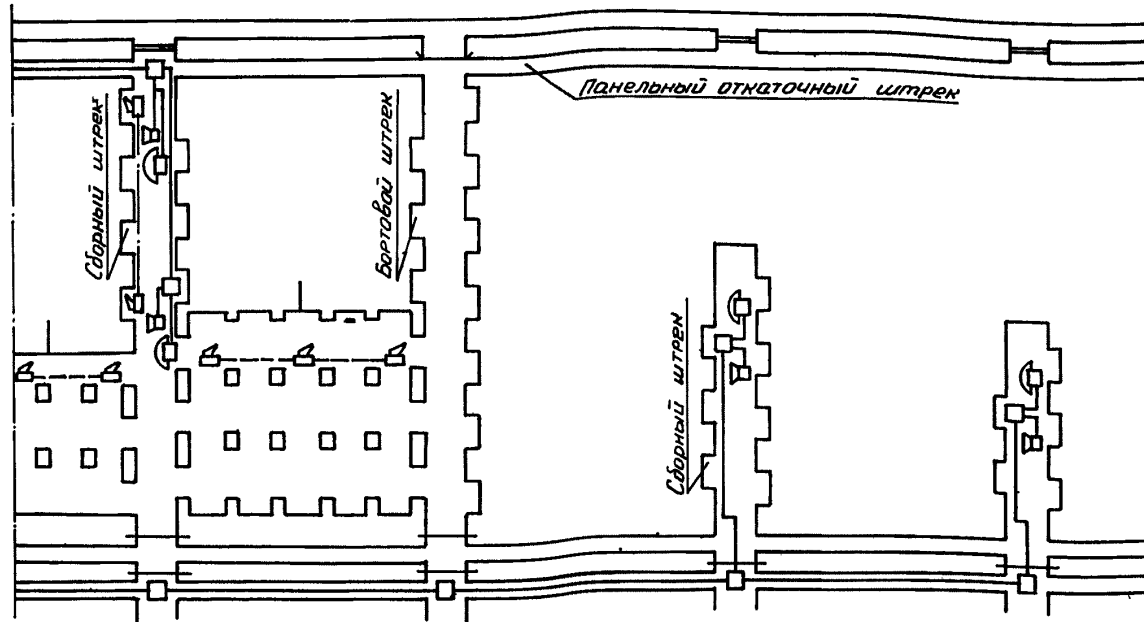 Панельный откаточный штрек
Сборный штрек
Бортовой штрек
Сборный штрек